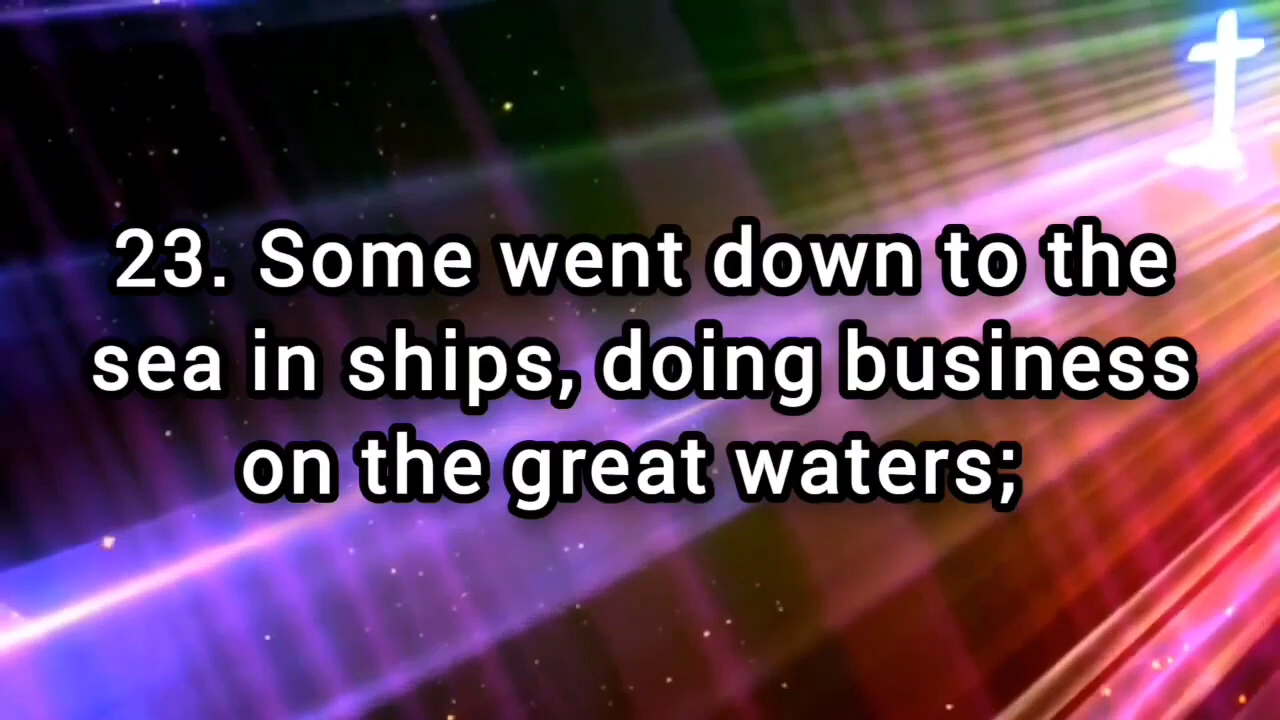 23. Some went down to the
sea in ships, doing business
on the great waters;